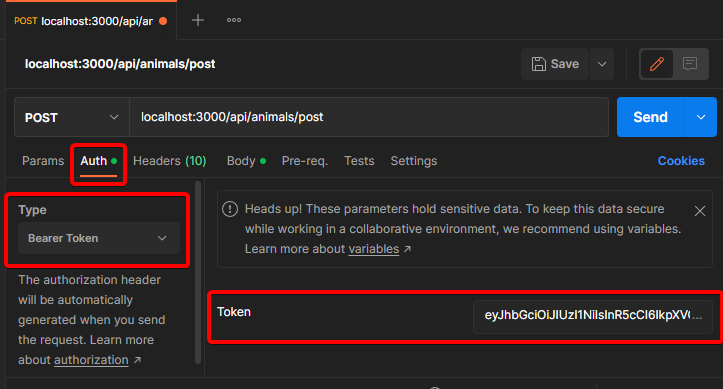 POST localhost:3000/api/ar
localhost:3000/api/animals/post
Save
POST
localhost:3000/api/animals/post
Send
Params Auth Headers (10) Body Pre-req. Tests Settings Cookies
Type
Bearer Token
The authorization header
will be automatically
generated when you send
the request. Learn more
about authorization ↗
Heads up! These parameters hold sensitive data. To keep this data secure
while working in a collaborative environment, we recommend using variables.
Learn more about variables ↗
Token
eyJhbGciOiJIUzI1NiIsInR5cCI6IkpXV(...